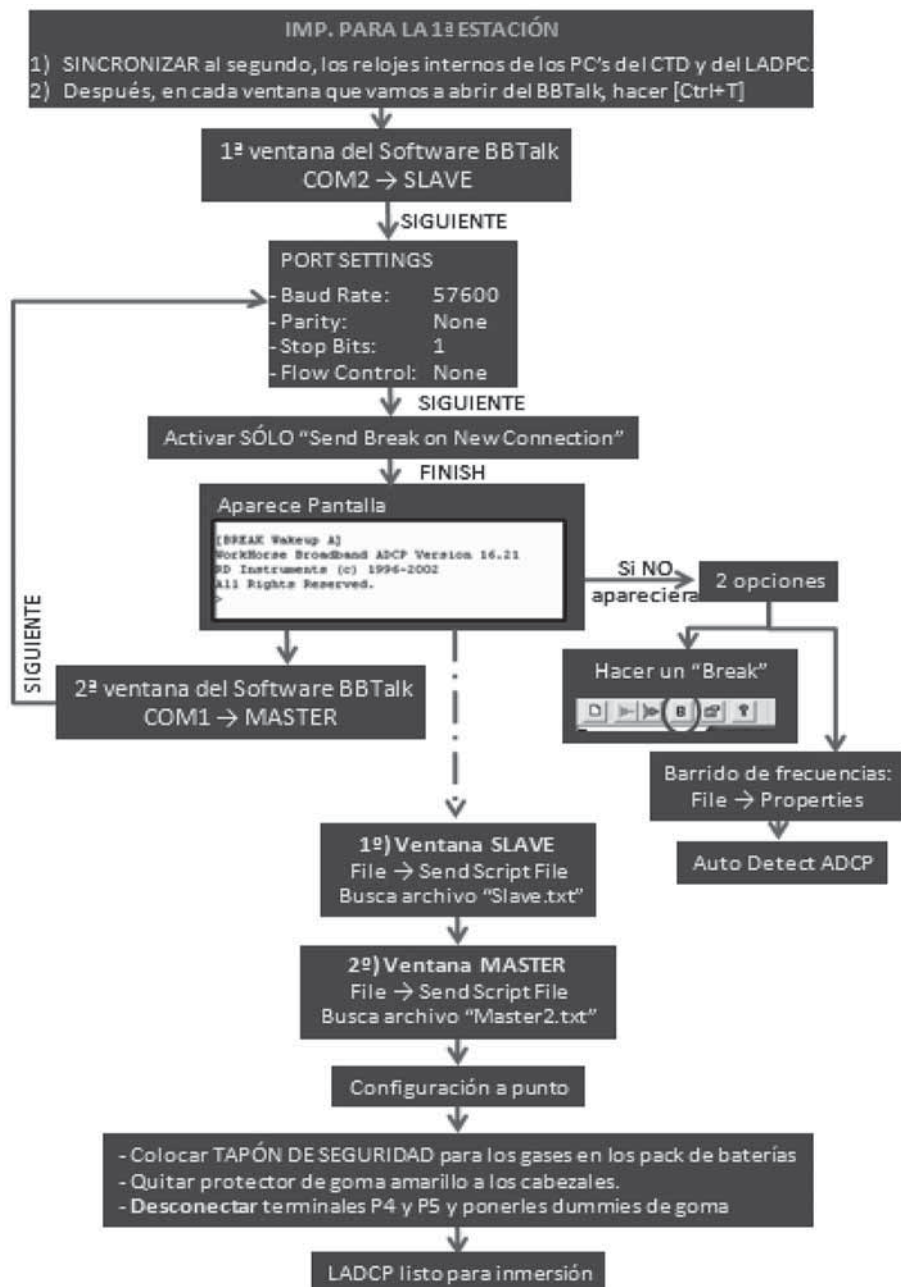 IMP. PARA LA 1ª ESTACIÓN
1) SINCRONIZAR al segundo, los relojes internos de los PC's del CTD y del LADPC.
2) Después, en cada ventana que vamos a abrir del BBTalk, hacer [Ctrl+T]
1ª ventana del Software BBTalk
COM2 → SLAVE
SIGUIENTE
PORT SETTINGS
- Baud Rate: 57600
- Parity: None
- Stop Bits: 1
- Flow Control: None
SIGUIENTE
Activar SÓLO “Send Break on New Connection”
FINISH
Aparece Pantalla
[BREAK Wakeup A]
WorkHorse Broadband ADCP Version 16.21
RD Instruments (c) 1996-2002
All Rights Reserved.
>
Si NO
apareciera
2 opciones
SIGUIENTE
2ª ventana del Software BBTalk
COM1 → MASTER
Hacer un “Break”
B
?
Barrido de frecuencias:
File → Properties
Auto Detect ADCP
1º) Ventana SLAVE
File → Send Script File
Busca archivo “Slave.txt”
2º) Ventana MASTER
File → Send Script File
Busca archivo “Master2.txt”
Configuración a punto
- Colocar TAPÓN DE SEGURIDAD para los gases en los pack de baterías
- Quitar protector de goma amarillo a los cabezales.
- Desconectar terminales P4 y P5 y ponerles dummies de goma
LADCP listo para inmersión